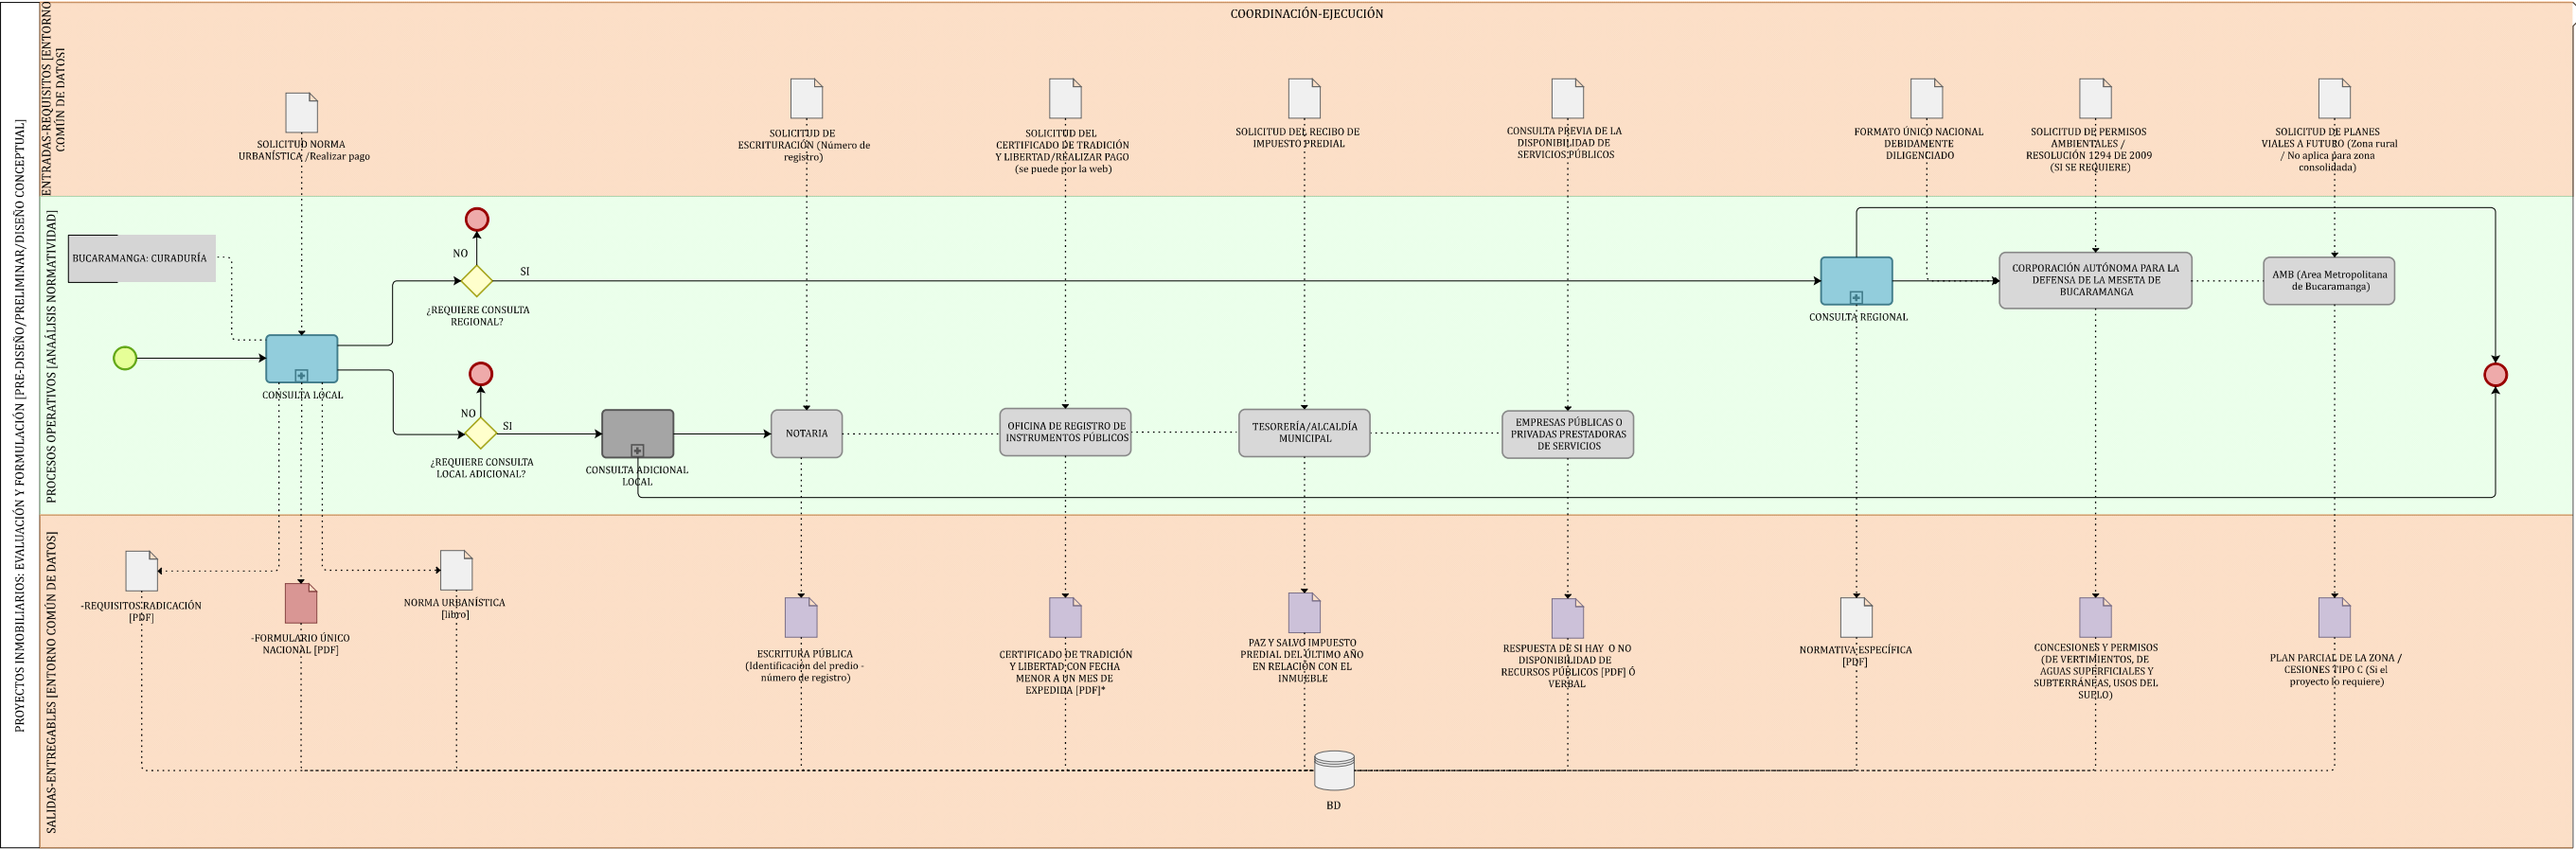 COORDINACIÓN-EJECUCIÓN
PROYECTOS INMOBILIARIOS: EVALUACIÓN Y FORMULACIÓN [PRE-DISEÑO/PRELIMINAR/DISEÑO CONCEPTUAL]
ENTRADAS-REQUISITOS [ENTORNO
COMÚN DE DATOS]
SOLICITUD NORMA
URBANÍSTICA /Realizar pago
SOLICITUD DE
ESCRITURACIÓN (Número de
registro)
SOLICITUD DEL
CERTIFICADO DE TRADICIÓN
Y LIBERTAD/REALIZAR PAGO
(se puede por la web)
SOLICITUD DEL RECIBO DE
IMPUESTO PREDIAL
CONSULTA PREVIA DE LA
DISPONIBILIDAD DE
SERVICIOS PÚBLICOS
FORMATO ÚNICO NACIONAL
DEBIDAMENTE
DILIGENCIADO
SOLICITUD DE PERMISOS
AMBIENTALES /
RESOLUCIÓN 1294 DE 2009
(SI SE REQUIERE)
SOLICITUD DE PLANES
VIALES A FUTURO (Zona rural
/ No aplica para zona
consolidada)
PROCESOS OPERATIVOS [ANAÁLISIS NORMATIVIDAD]
BUCARAMANGA: CURADURÍA
CONSULTA LOCAL
NO
SI
¿REQUIERE CONSULTA
REGIONAL?
NO
SI
¿REQUIERE CONSULTA
LOCAL ADICIONAL?
CONSULTA ADICIONAL
LOCAL
NOTARIA
OFICINA DE REGISTRO DE
INSTRUMENTOS PÚBLICOS
TESORERÍA/ALCALDÍA
MUNICIPAL
EMPRESAS PÚBLICAS O
PRIVADAS PRESTADORAS
DE SERVICIOS
CONSULTA REGIONAL
CORPORACIÓN AUTÓNOMA PARA LA
DEFENSA DE LA MESETA DE
BUCARAMANGA
AMB (Area Metropolitana
de Bucaramanga)
SALIDAS-ENTREGABLES [ENTORNO COMÚN DE DATOS]
-REQUISITOS RADICACIÓN
[PDF]
-FORMULARIO ÚNICO
NACIONAL [PDF]
NORMA URBANÍSTICA
[libro]
ESCRITURA PÚBLICA
(Identificacion del predio -
número de registro)
CERTIFICADO DE TRADICIÓN
Y LIBERTAD CON FECHA
MENOR A UN MES DE
EXPEDIDA [PDF]*
PAZ Y SALVO IMPUESTO
PREDIAL DEL ÚLTIMO AÑO
EN RELACIÓN CON EL
INMUEBLE
RESPUESTA DE SI HAY O NO
DISPONIBILIDAD DE
RECURSOS PÚBLICOS [PDF] Ó
VERBAL
NORMATIVA ESPECÍFICA
[PDF]
CONCESIONES Y PERMISOS
(DE VERTIMIENTOS, DE
AGUAS SUPERFICIALES Y
SUBTERRÁNEAS, USOS DEL
SUELO)
PLAN PARCIAL DE LA ZONA /
CESIONES TIPO C (Si el
proyecto lo requiere)
BD